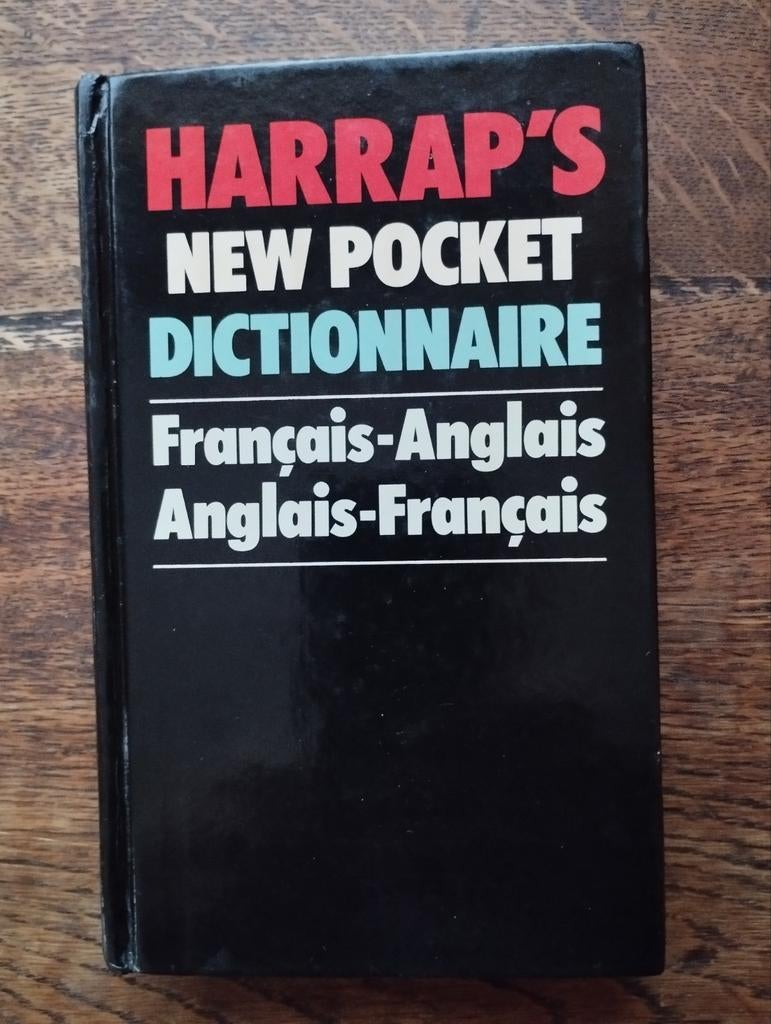 HARRAP'S
NEW POCKET
DICTIONNAIRE
Français-Anglais
Anglais-Français